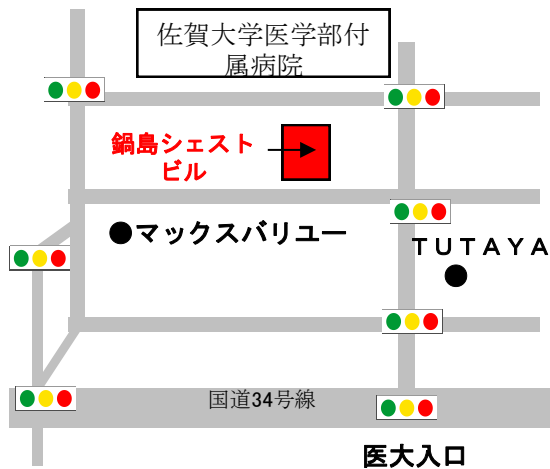 佐賀大学医学部付
属病院
鍋島シェスト
ビル
●マックスバリユー
ＴＵＴＡＹＡ
国道34号線
医大入口